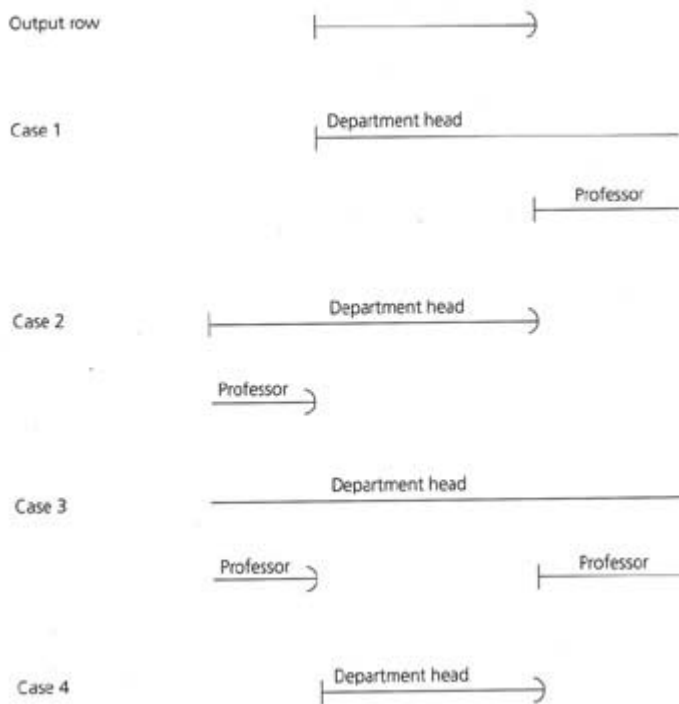 Output row
Department head
Case 1
Professor
Department head
Case 2
Professor
Department head
Case 3
Professor Professor
Department head
Case 4